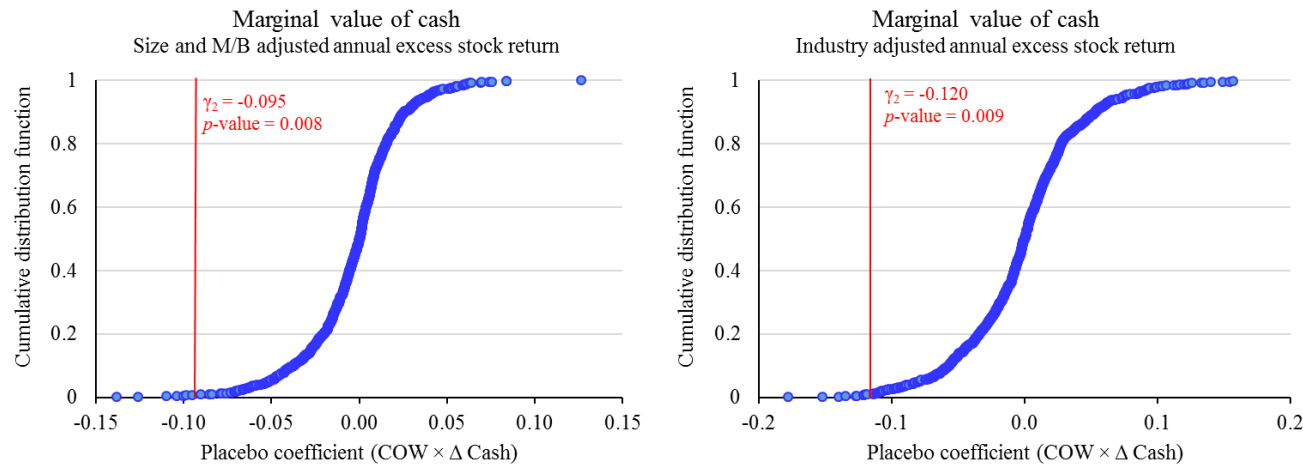 Marginal value of cash
Size and M/B adjusted annual excess stock return
1
0.8
0.6
0.4
0.2
0
γ2 = -0.095
p-value = 0.008
Cumulative distribution function
-0.15
-0.10
-0.05
0.00
0.05
0.10
0.15
Placebo coefficient (COW × Δ Cash)
Marginal value of cash
Industry adjusted annual excess stock return
1
0.8
0.6
0.4
0.2
0
γ2 = -0.120
p-value = 0.009
Cumulative distribution function
-0.2
-0.1
0.0
0.1
0.2
Placebo coefficient (COW × Δ Cash)